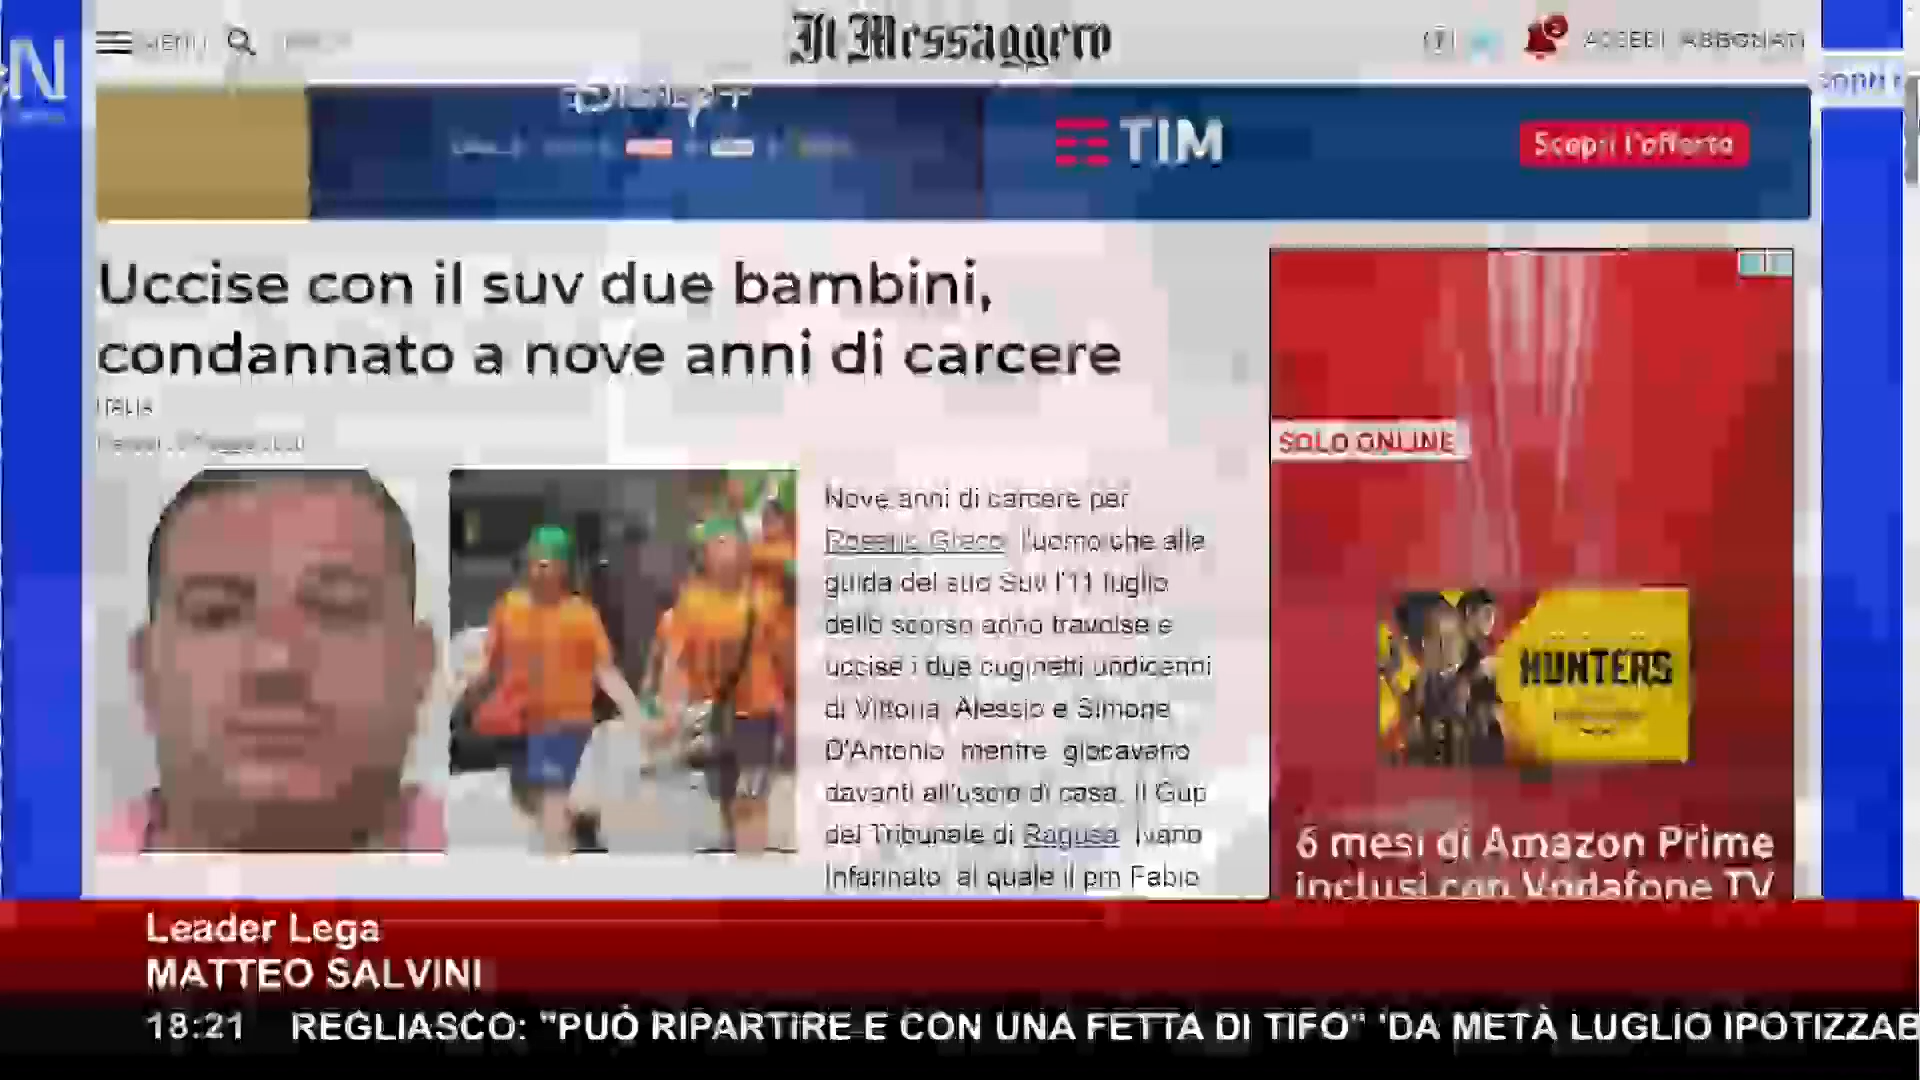 N
MENU
Il Messaggero
ACCEDI ABBONATI
TIM
Scopri l'offerta
Uccise con il suv due bambini,
condannato a nove anni di carcere
ITALIA
SOLO ONLINE
Nove anni di carcere per
l'uomo che alla
guida del suo Suv l'11 luglio
dello scorso anno travolse e
uccise i due cuginetti undicenni
di Vittoria Alessio e Simone
D'Antonio mentre giocavano
davanti all'uscio di casa. Il Gup
del Tribunale di Ragusa Ivano
Infarinato al quale il pm Fabio
HUNTERS
6 mesi di Amazon Prime
inclusi con Vodafone TV
Leader Lega
MATTEO SALVINI
18:21 REGLIASCO: "PUÒ RIPARTIRE E CON UNA FETTA DI TIFO" 'DA METÀ LUGLIO IPOTIZZAB